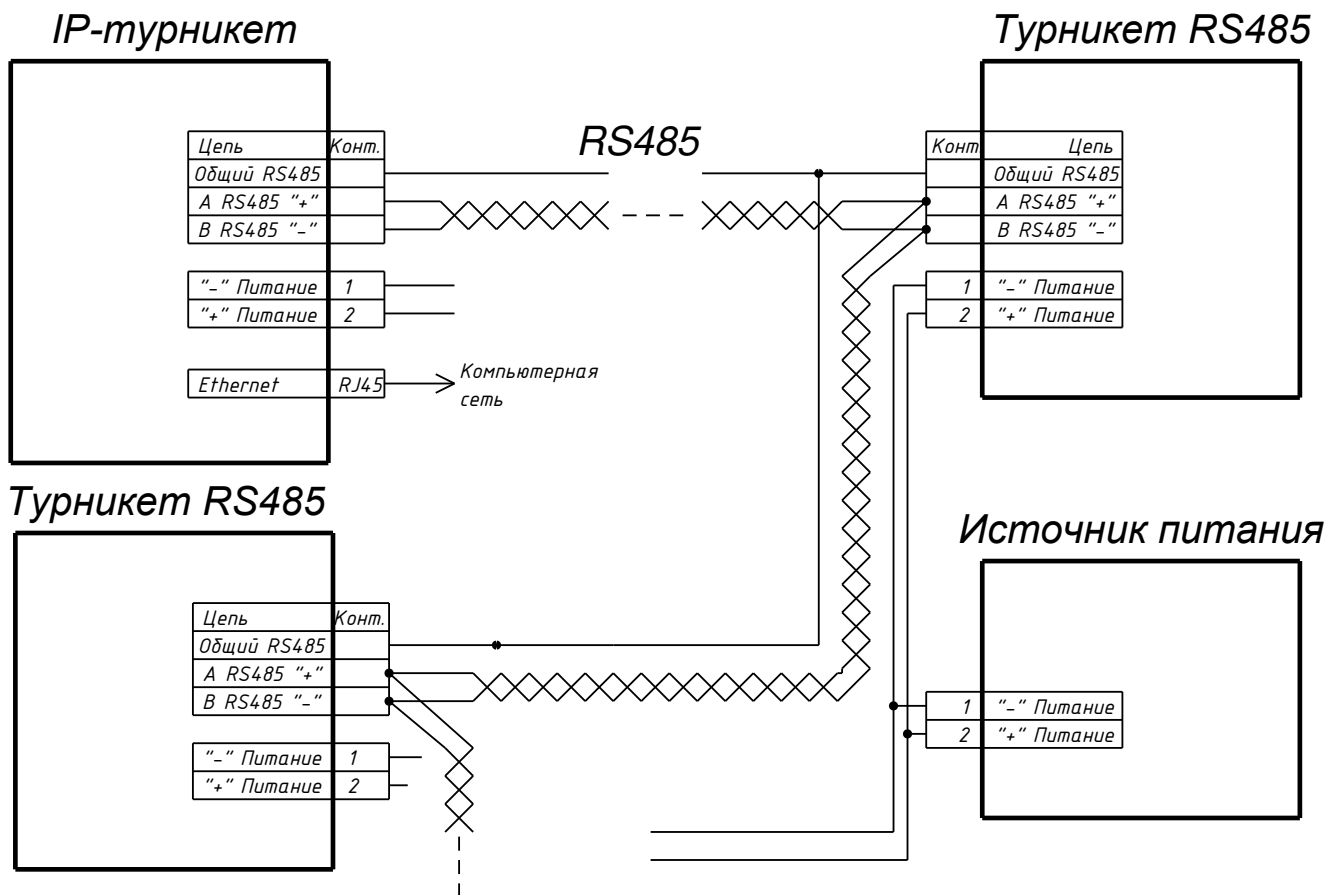 IP-турникет
Турникет RS485
RS485
Цепь Конт.
Общий RS485
A RS485 "+"
B RS485 "-"
"-" Питание 1
"+" Питание 2
Ethernet RJ45
Компьютерная
сеть
Конт Цепь
Общий RS485
A RS485 "+"
B RS485 "-"
1 "-" Питание
2 "+" Питание
Турникет RS485
Цепь Конт.
Общий RS485
A RS485 "+"
B RS485 "-"
"-" Питание 1
"+" Питание 2
Источник питания
1 "-" Питание
2 "+" Питание